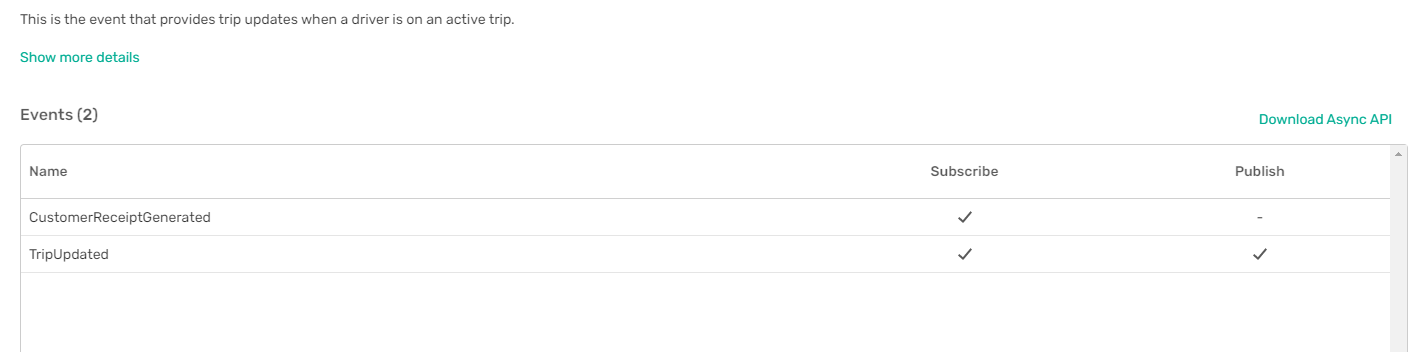 This is the event that provides trip updates when a driver is on an active trip.
Show more details
Events (2)
Download Async API
Name Subscribe Publish
CustomerReceiptGenerated -
TripUpdated